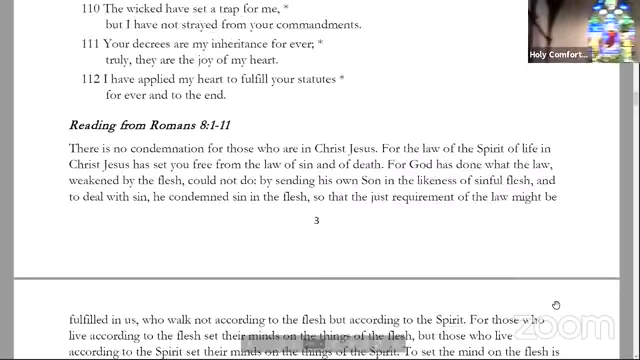 110 The wicked have set a trap for me, *
but I have not strayed from your commandments.
111 Your decrees are my inheritance for ever; *
truly, they are the joy of my heart.
112 I have applied my heart to fulfill your statutes *
for ever and to the end.
Reading from Romans 8:1-11
There is no condemnation for those who are in Christ Jesus. For the law of the Spirit of life in
Christ Jesus has set you free from the law of sin and of death. For God has done what the law,
weakened by the flesh, could not do: by sending his own Son in the likeness of sinful flesh, and
to deal with sin, he condemned sin in the flesh, so that the just requirement of the law might be
3
fulfilled in us, who walk not according to the flesh but according to the Spirit. For those who
live according to the flesh set their minds on the things of the flesh, but those who live
according to the Spirit set their minds on the things of the Spirit. To set the mind on the flesh is
Holy Comfort...
zoom